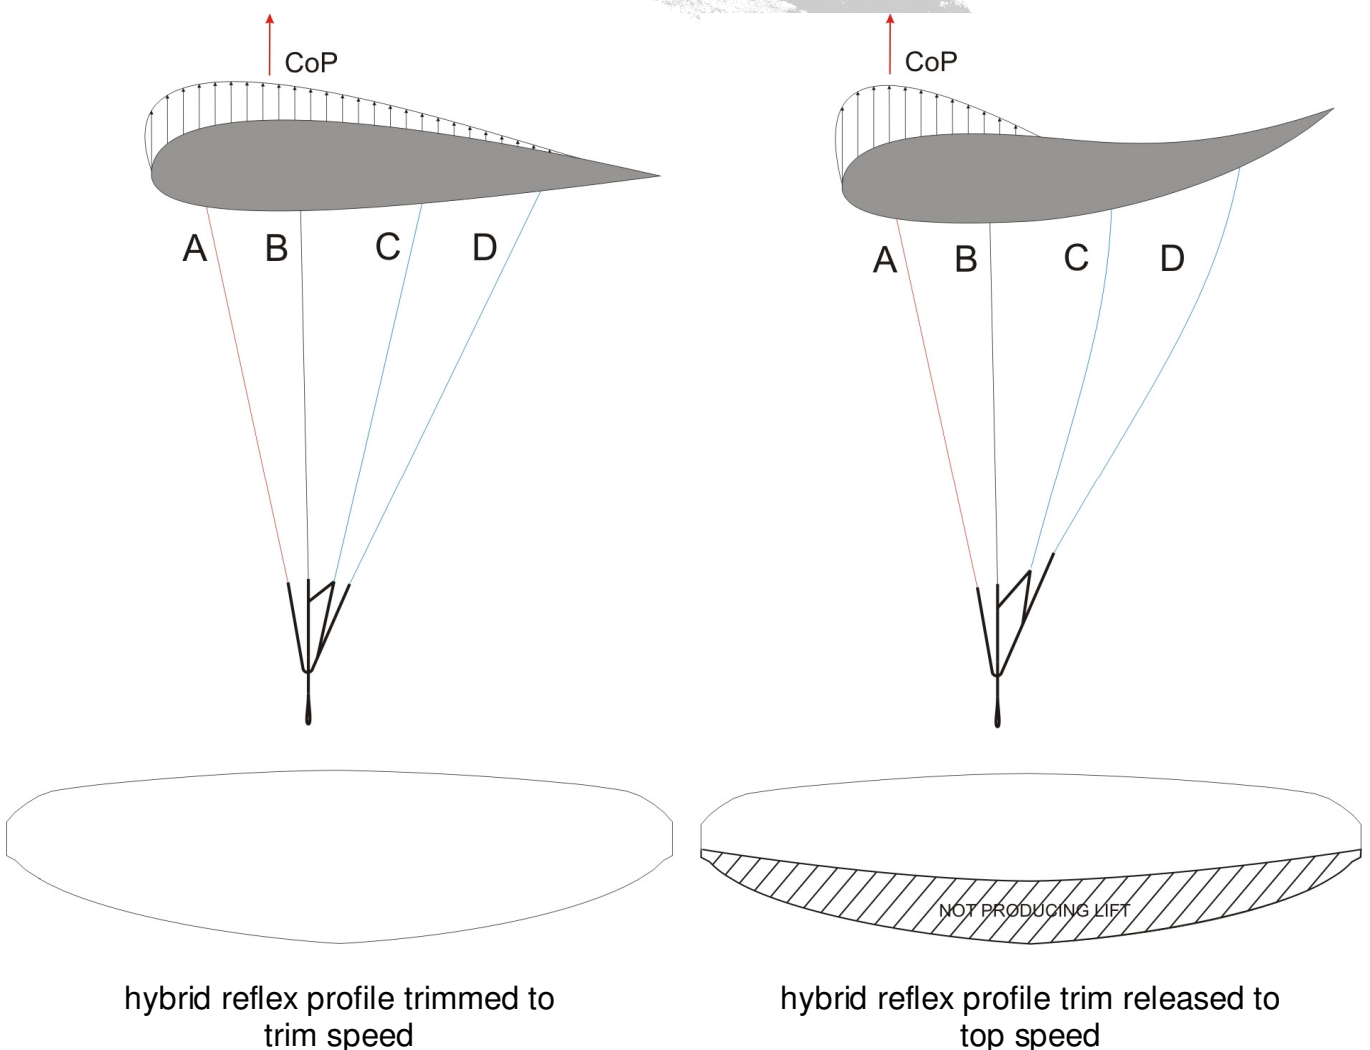 CoP
A B C D
CoP
A B C D
NOT PRODUCING LIFT
hybrid reflex profile trimmed to
trim speed
hybrid reflex profile trim released to
top speed